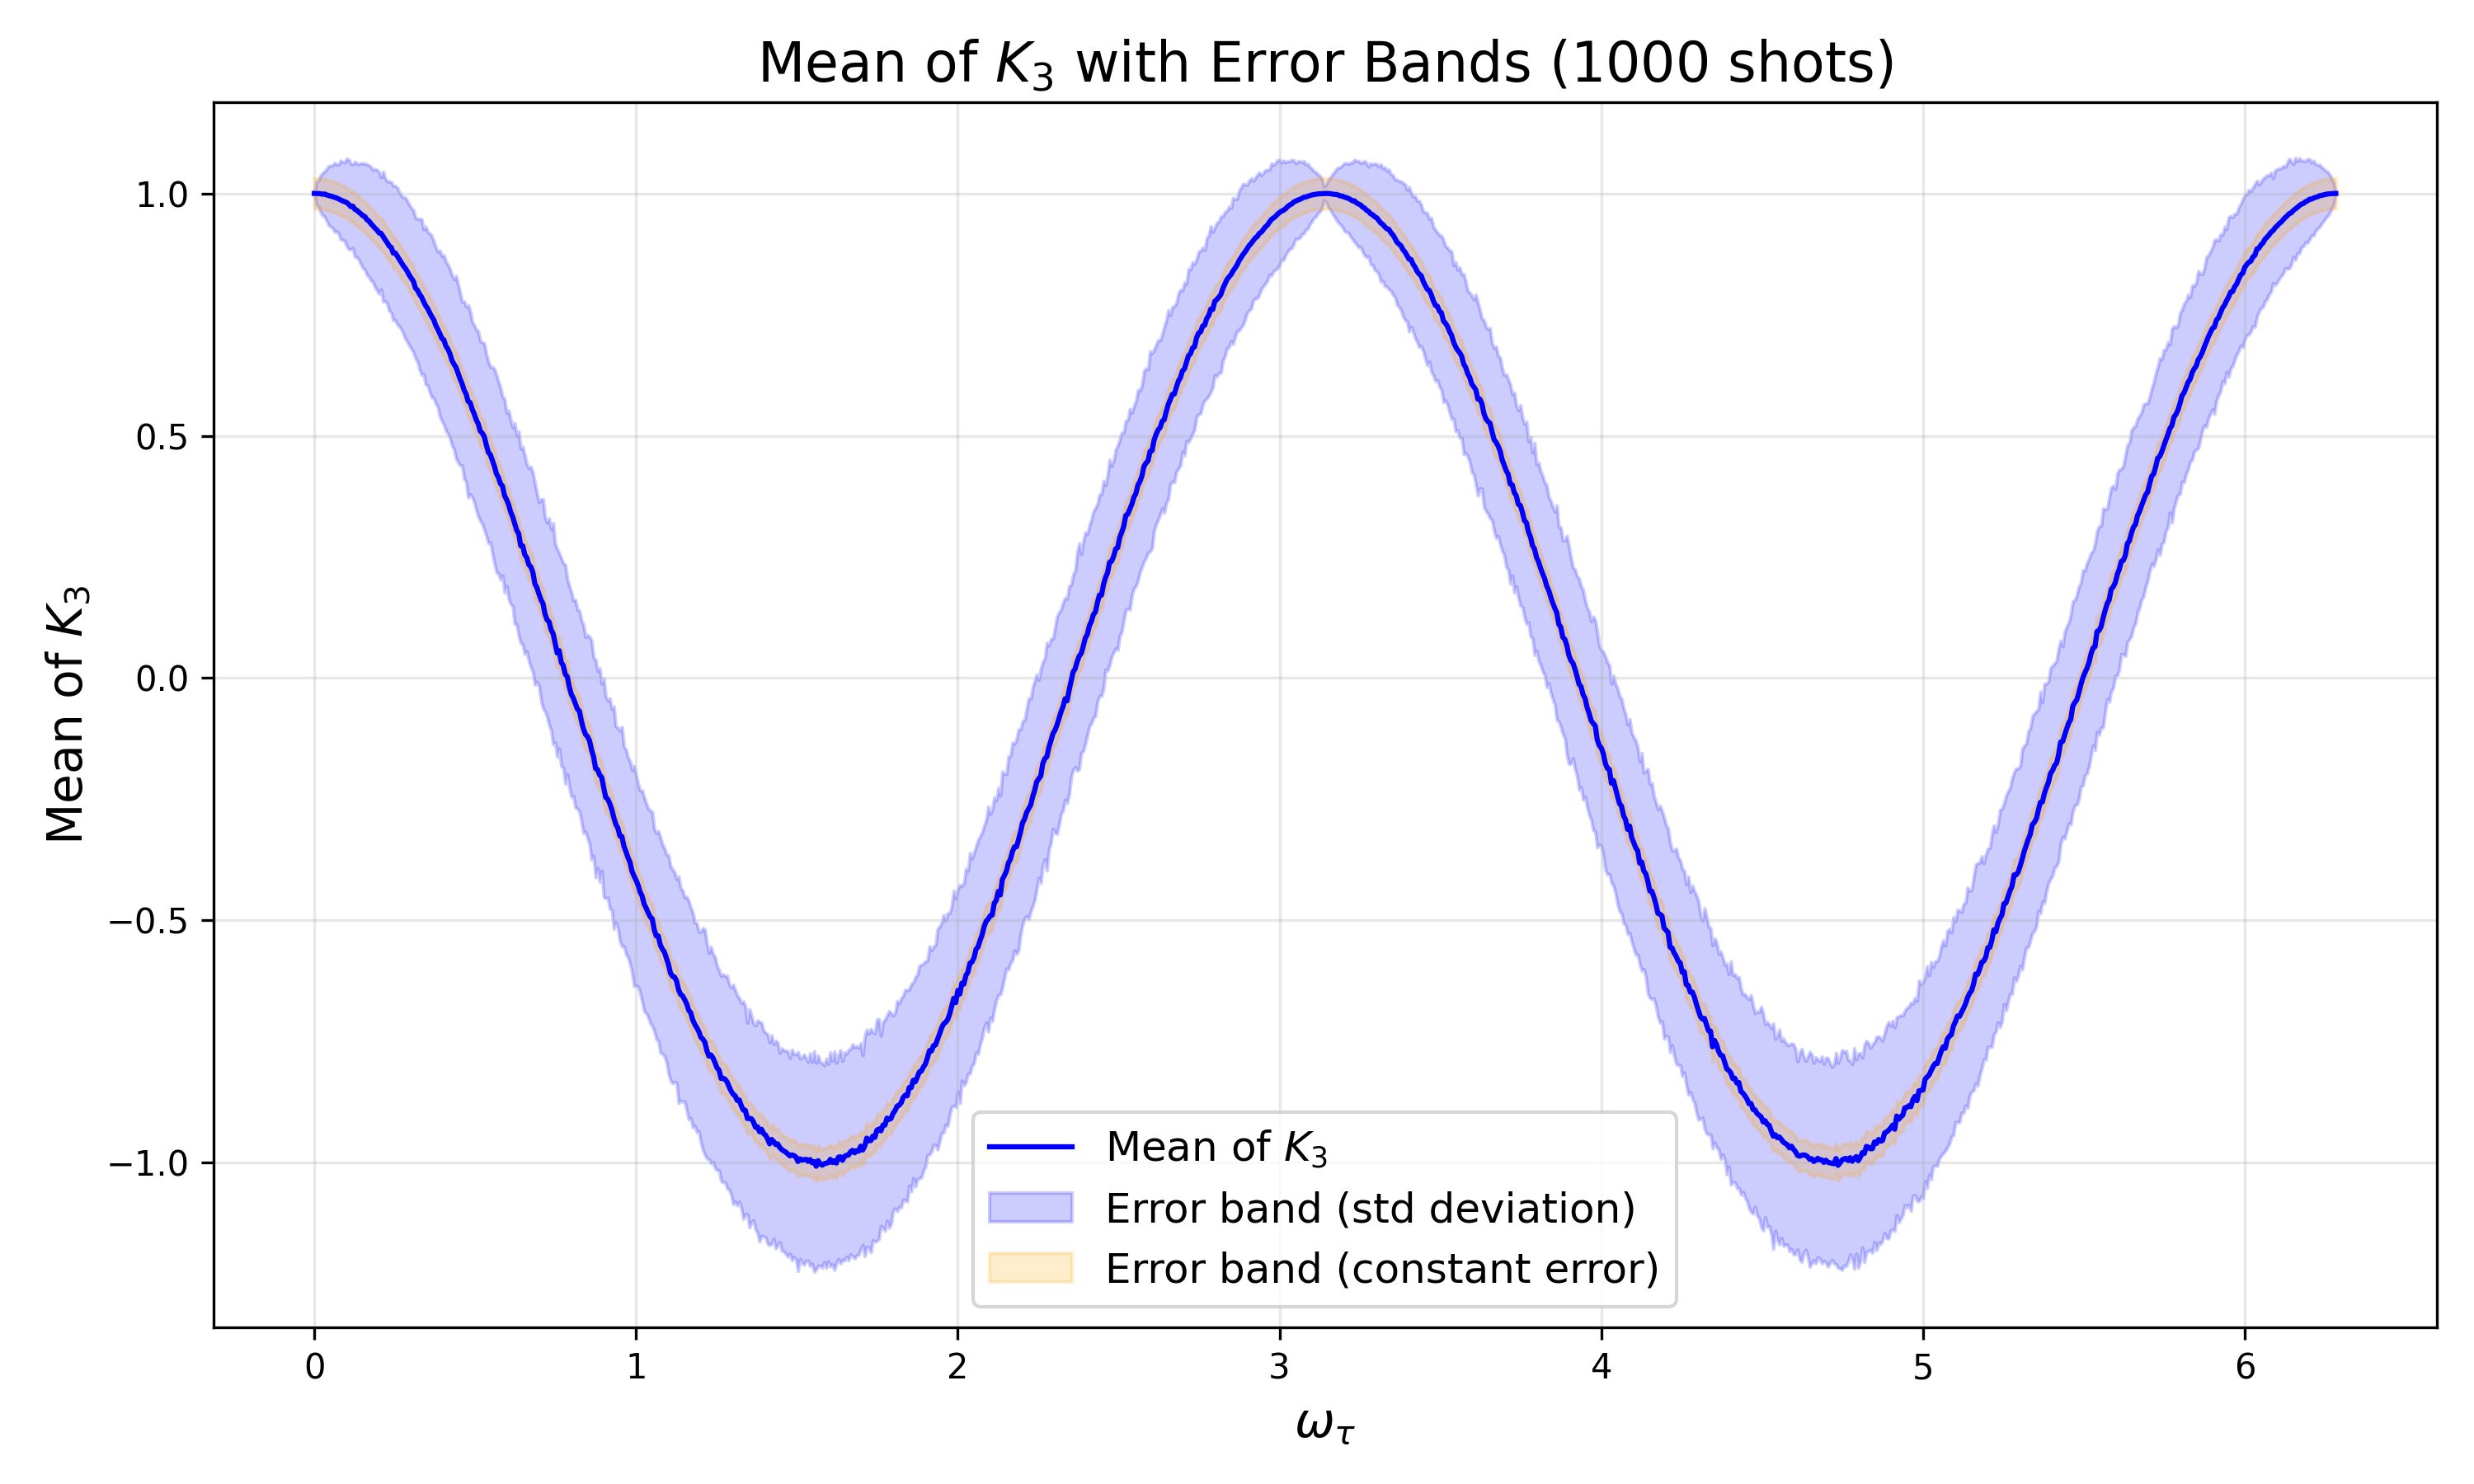 Mean of K₃ with Error Bands (1000 shots)
Mean of K₃
1.0
0.5
0.0
−0.5
−1.0
Mean of K₃
Error band (std deviation)
Error band (constant error)
0 1 2 3 4 5 6
ω_τ